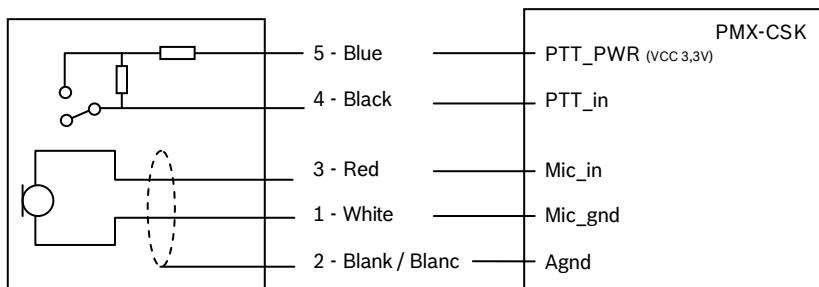 PMX-CSK
5 - Blue PTT_PWR (VCC 3,3V)
4 - Black PTT_in
3 - Red Mic_in
1 - White Mic_gnd
2 - Blank / Blanc Agnd